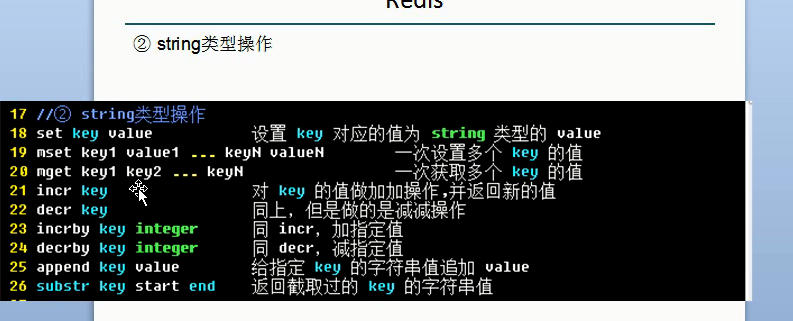 Redis
② string类型操作
17 //② string类型操作
18 set key value 设置 key 对应的值为 string 类型的 value
19 mset key1 value1 ... keyN valueN 一次设置多个 key 的值
20 mget key1 key2 ... keyN 一次获取多个 key 的值
21 incr key 对 key 的值做加加操作,并返回新的值
22 decr key 同上，但是做的是减减操作
23 incrby key integer 同 incr，加指定值
24 decrby key integer 同 decr，减指定值
25 append key value 给指定 key 的字符串值追加 value
26 substr key start end 返回截取过的 key 的字符串值